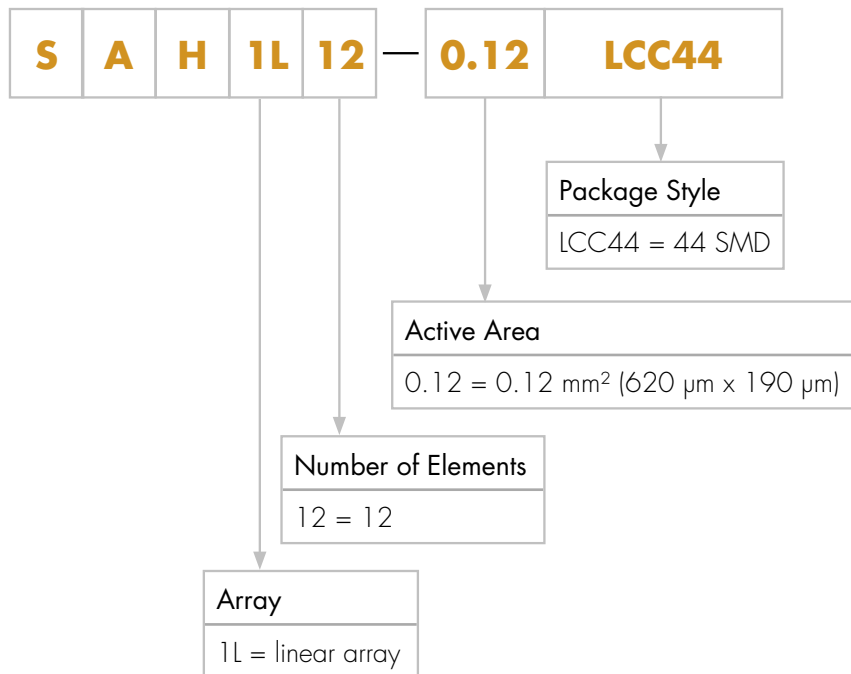 S A H 1L 12 — 0.12 LCC44
Package Style
LCC44 = 44 SMD
Active Area
0.12 = 0.12 mm² (620 µm x 190 µm)
Number of Elements
12 = 12
Array
1L = linear array